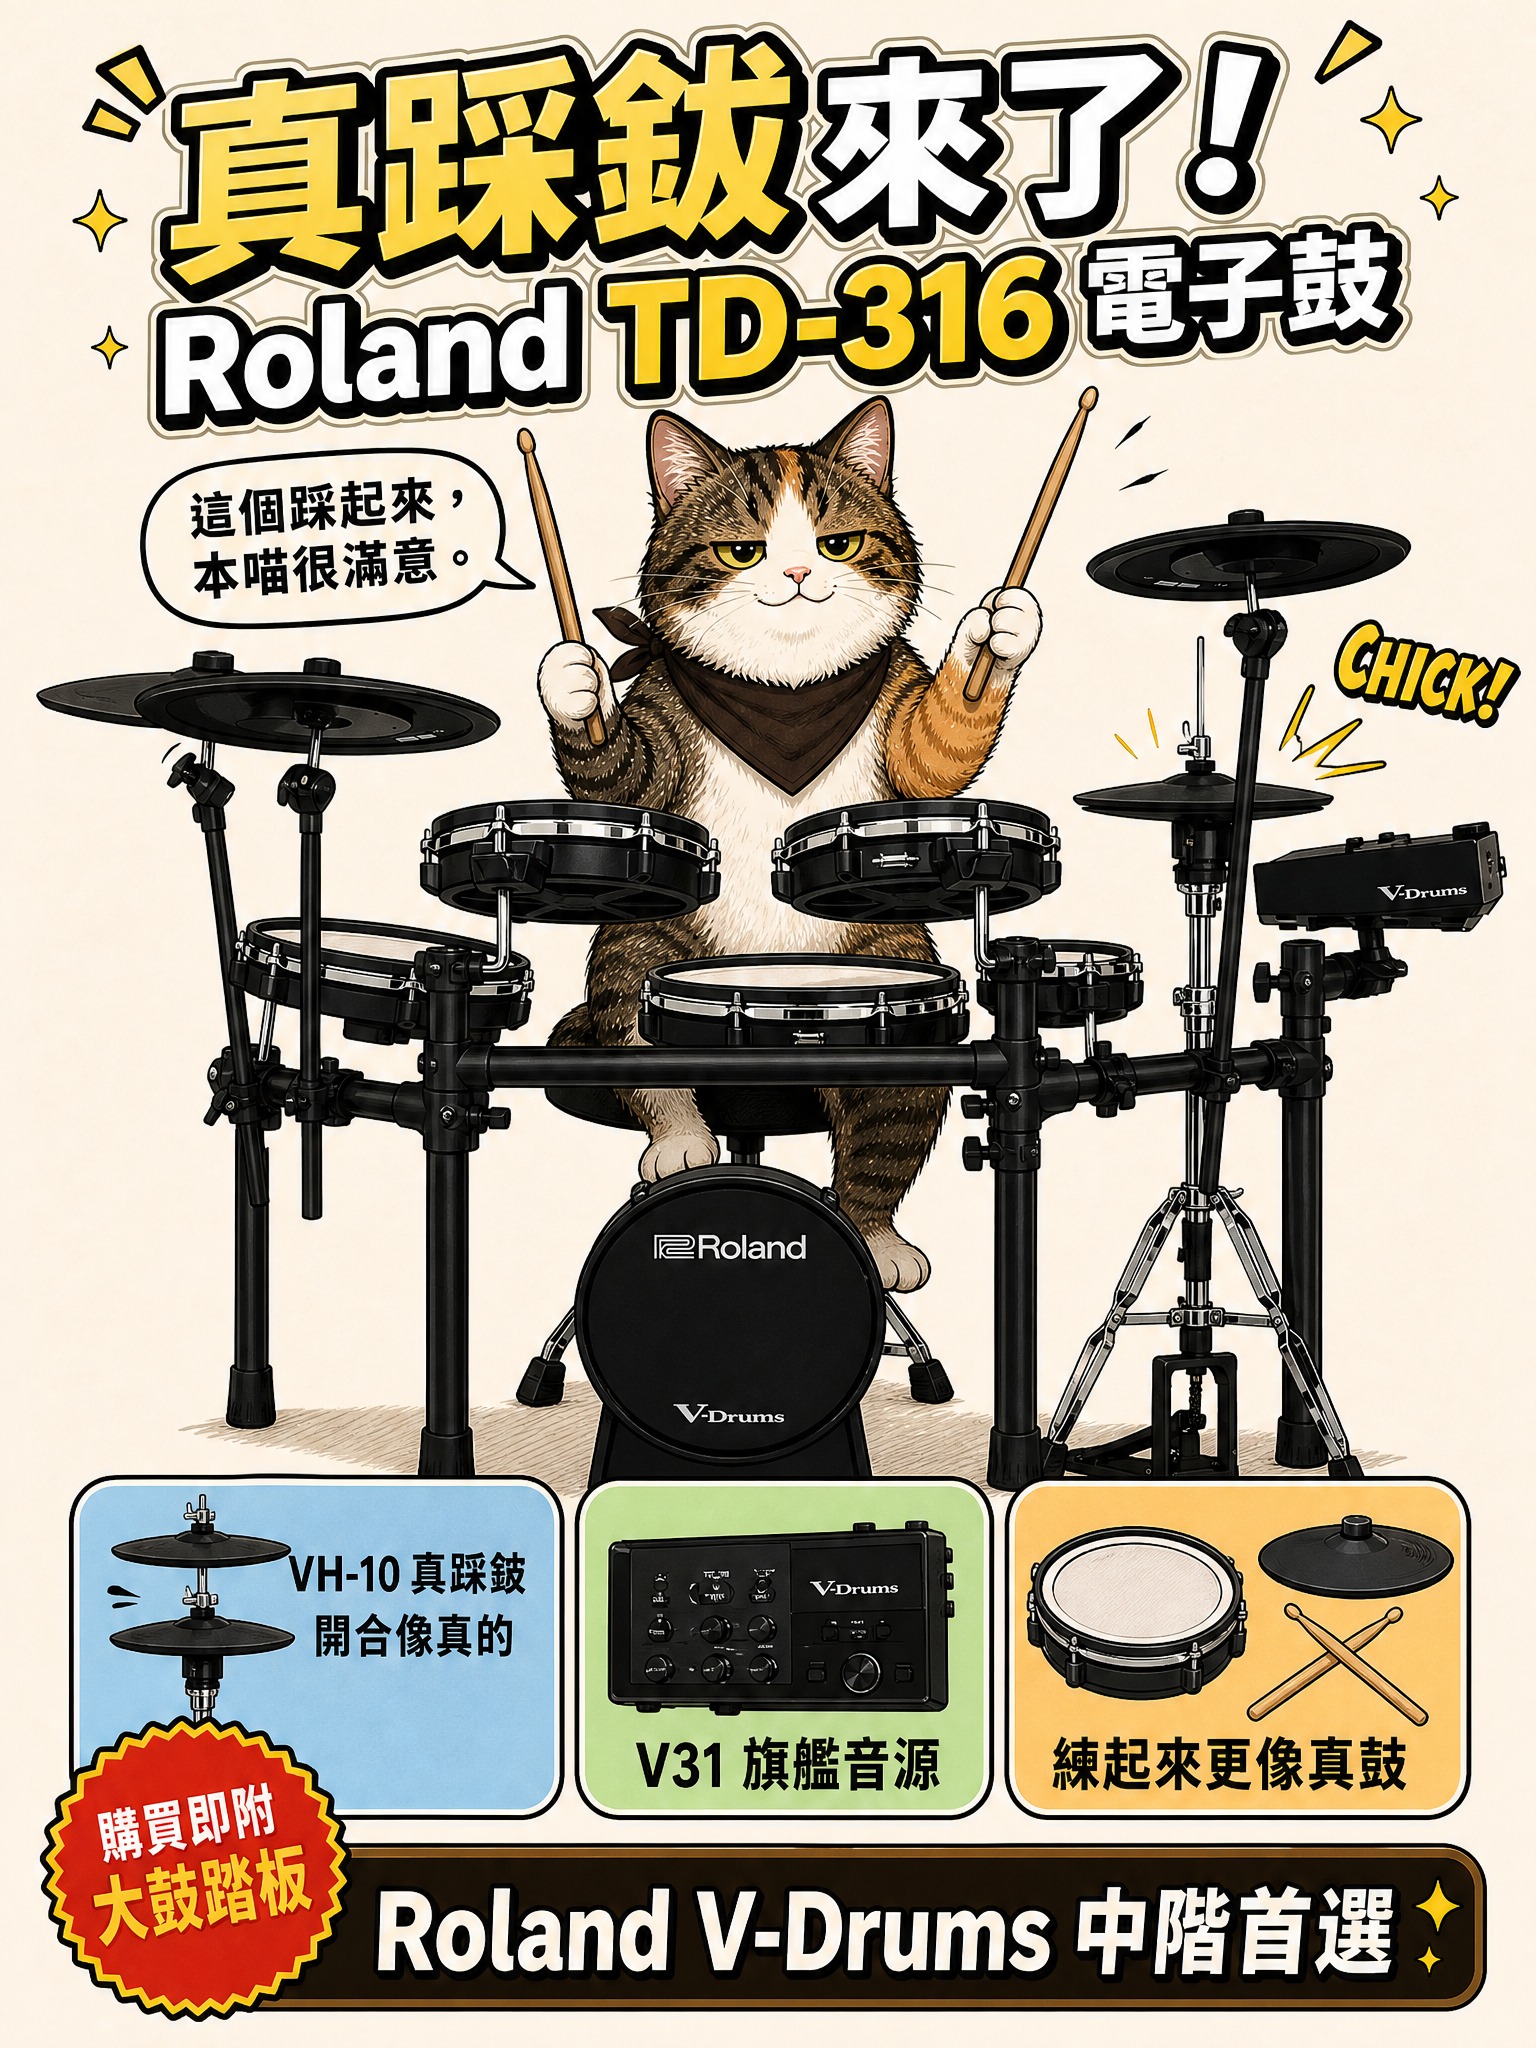 真踩鈸來了！
Roland TD-316 電子鼓
這個踩起來，
本喵很滿意。
CHICK!
V-Drums
Roland
V-Drums
VH-10 真踩鈸
開合像真的
V-Drums
V31 旗艦音源
練起來更像真鼓
購買即附
大鼓踏板
Roland V-Drums 中階首選